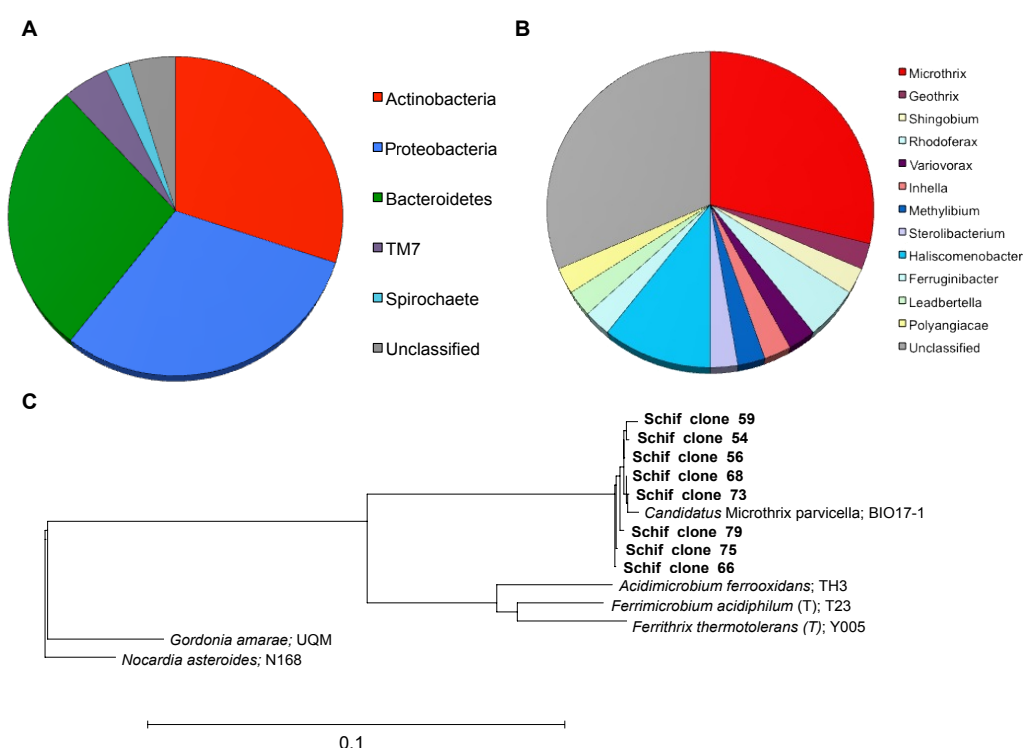 A
Actinobacteria
Proteobacteria
Bacteroidetes
TM7
Spirochaete
Unclassified
B
Microthrix
Geothrix
Shingobium
Rhodoferax
Variovorax
Inhella
Methylibium
Sterolibacterium
Haliscomenobacter
Ferruginibacter
Leadbertella
Polyangiacae
Unclassified
C
Schif clone 59
Schif clone 54
Schif clone 56
Schif clone 68
Schif clone 73
Candidatus Microthrix parvicella; BIO17-1
Schif clone 79
Schif clone 75
Schif clone 66
Acidimicrobium ferrooxidans; TH3
Ferrimicrobium acidiphilum (T); T23
Ferrithrix thermotolerans (T); Y005
Gordonia amarae; UQM
Nocardia asteroides; N168
0.1